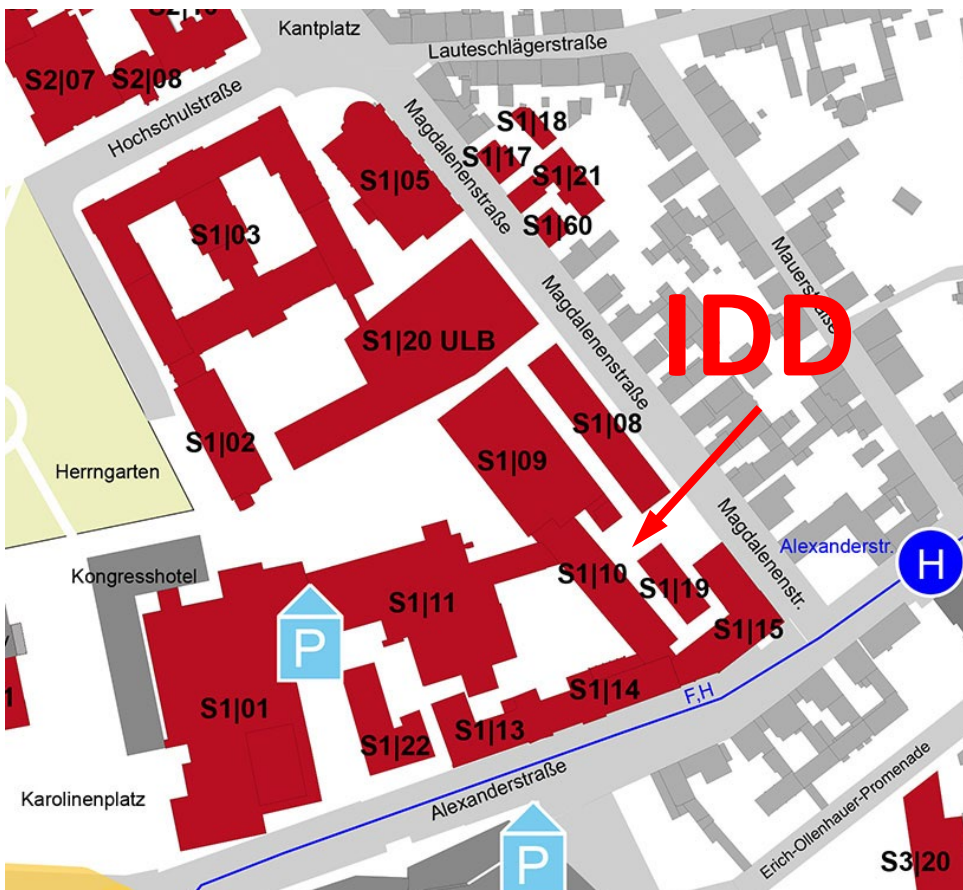 S2|10
Kantplatz
Lauteschlägerstraße
S2|07
S2|08
Hochschulstraße
Magdalenenstraße
S1|18
S1|17
S1|21
S1|05
S1|60
S1|03
Mauerstraße
Magdalenenstraße
IDD
S1|20 ULB
S1|08
S1|02
S1|09
Herrngarten
Magdalenenstr.
Alexanderstr.
H
Kongresshotel
S1|10
S1|19
S1|11
S1|15
P
S1|14
F,H
S1|01
S1|13
S1|22
Alexanderstraße
Karolinenplatz
Erich-Ollenhauer-Promenade
P
S3|20